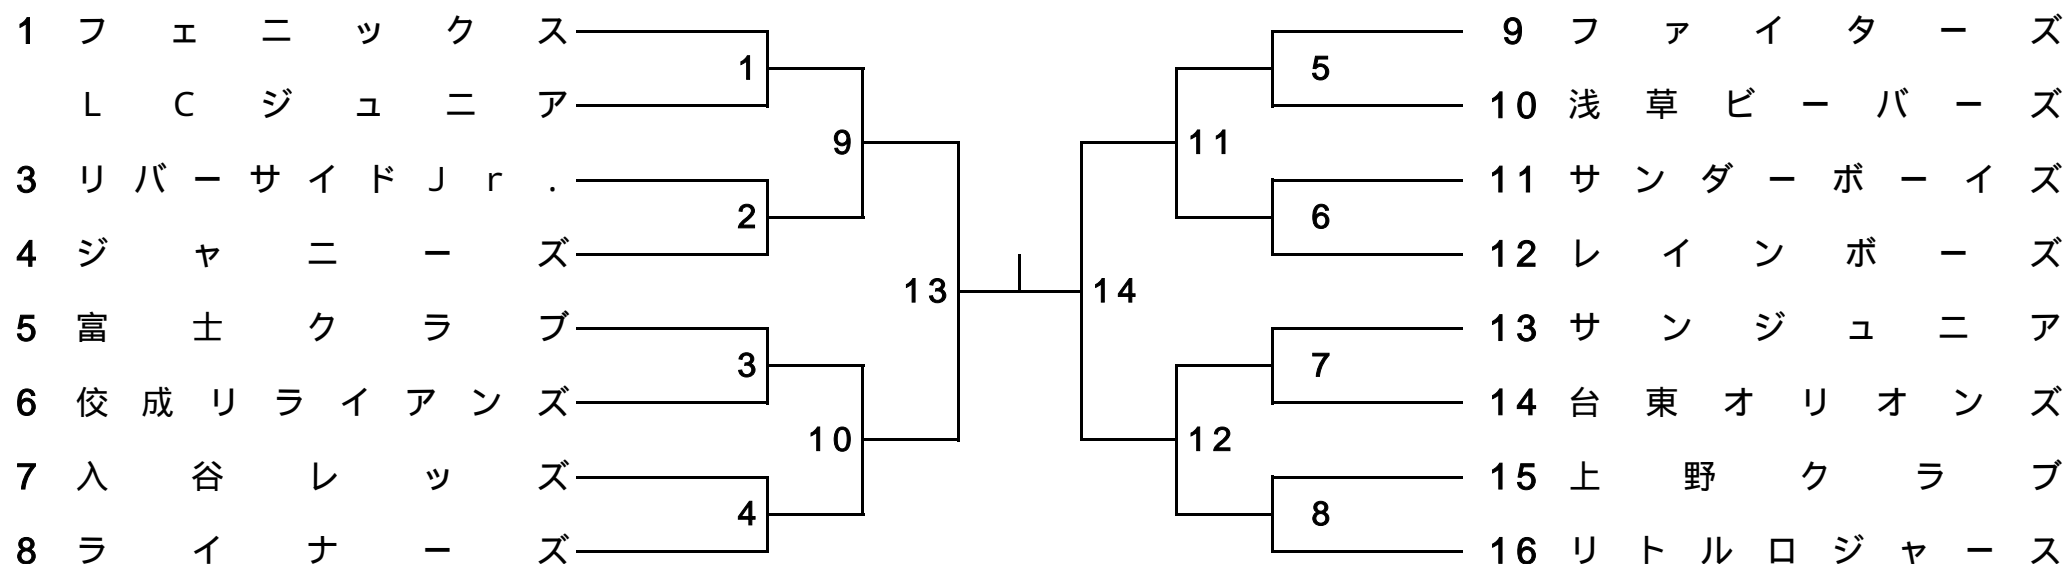 1 フェニックス
LCジュニア
3 リバーサイドJr.
4 ジャニーズ
5 富士クラブ
6 佼成リライアンズ
7 入谷レッズ
8 ライナーズ
1
2
3
4
9
10
13
14
11
12
5
6
7
8
9 ファイターズ
10 浅草ビーバーズ
11 サンダーボーイズ
12 レインボーズ
13 サンジュニア
14 台東オリオンズ
15 上野クラブ
16 リトルロジャース